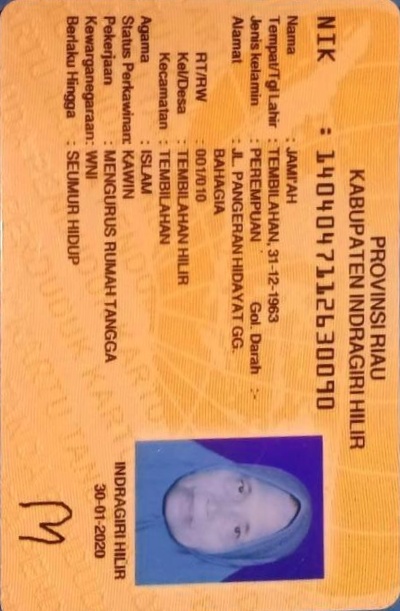 PROVINSI RIAU
KABUPATEN INDRAGIRI HILIR
NIK : 1404047112630090
Nama : JAMI'AH
Tempat/Tgl Lahir : TEMBILAHAN, 31-12-1963
Jenis kelamin : PEREMPUAN Gol. Darah : -
Alamat : JL. PANGERAN HIDAYAT GG. BAHAGIA
RT/RW : 001/010
Kel/Desa : TEMBILAHAN HILIR
Kecamatan : TEMBILAHAN
Agama : ISLAM
Status Perkawinan: KAWIN
Pekerjaan : MENGURUS RUMAH TANGGA
Kewarganegaraan: WNI
Berlaku Hingga : SEUMUR HIDUP
INDRAGIRI HILIR
30-01-2020